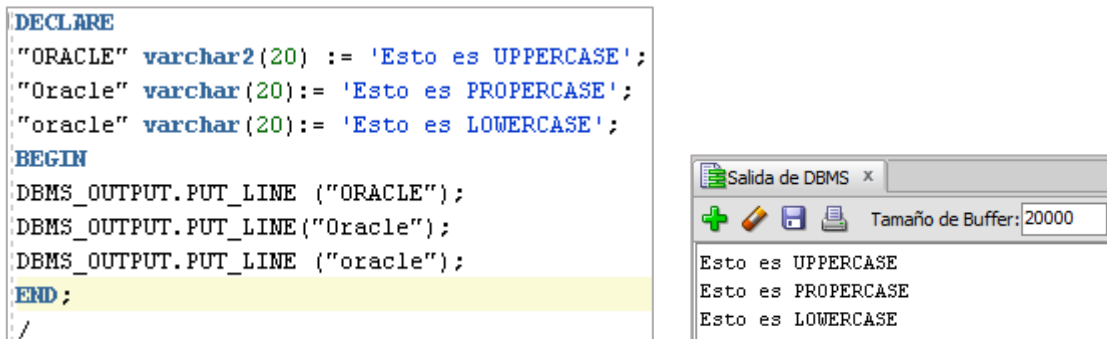 DECLARE
"ORACLE" varchar2(20) := 'Esto es UPPERCASE';
"Oracle" varchar(20):= 'Esto es PROPERCASE';
"oracle" varchar(20):= 'Esto es LOWERCASE';
BEGIN
DBMS_OUTPUT.PUT_LINE ("ORACLE");
DBMS_OUTPUT.PUT_LINE("Oracle");
DBMS_OUTPUT.PUT_LINE ("oracle");
END;
/
Salida de DBMS x
Tamaño de Buffer: 20000
Esto es UPPERCASE
Esto es PROPERCASE
Esto es LOWERCASE